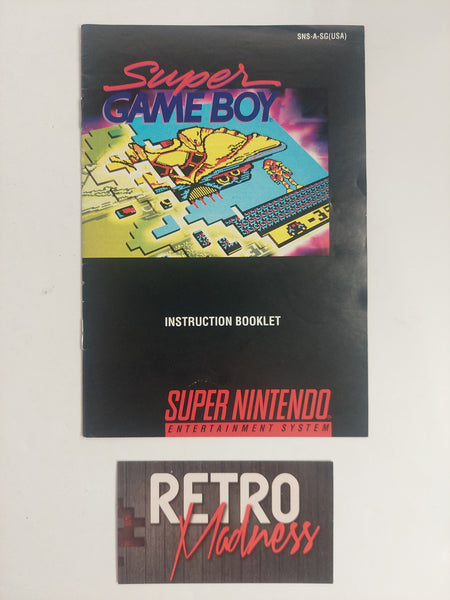 SNS-A-SG(USA)
Super
GAME BOY
INSTRUCTION BOOKLET
SUPER NINTENDO
ENTERTAINMENT SYSTEM
RETRO
Madness